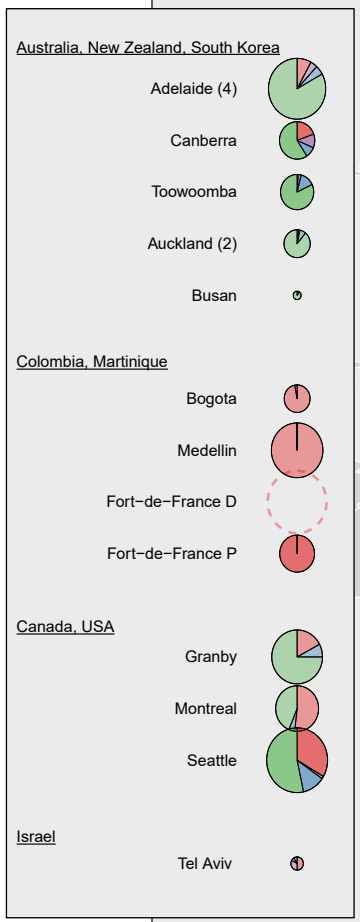 Australia, New Zealand, South Korea
Adelaide (4)
Canberra
Toowoomba
Auckland (2)
Busan
Colombia, Martinique
Bogota
Medellin
Fort−de−France D
Fort−de−France P
Canada, USA
Granby
Montreal
Seattle
Israel
Tel Aviv